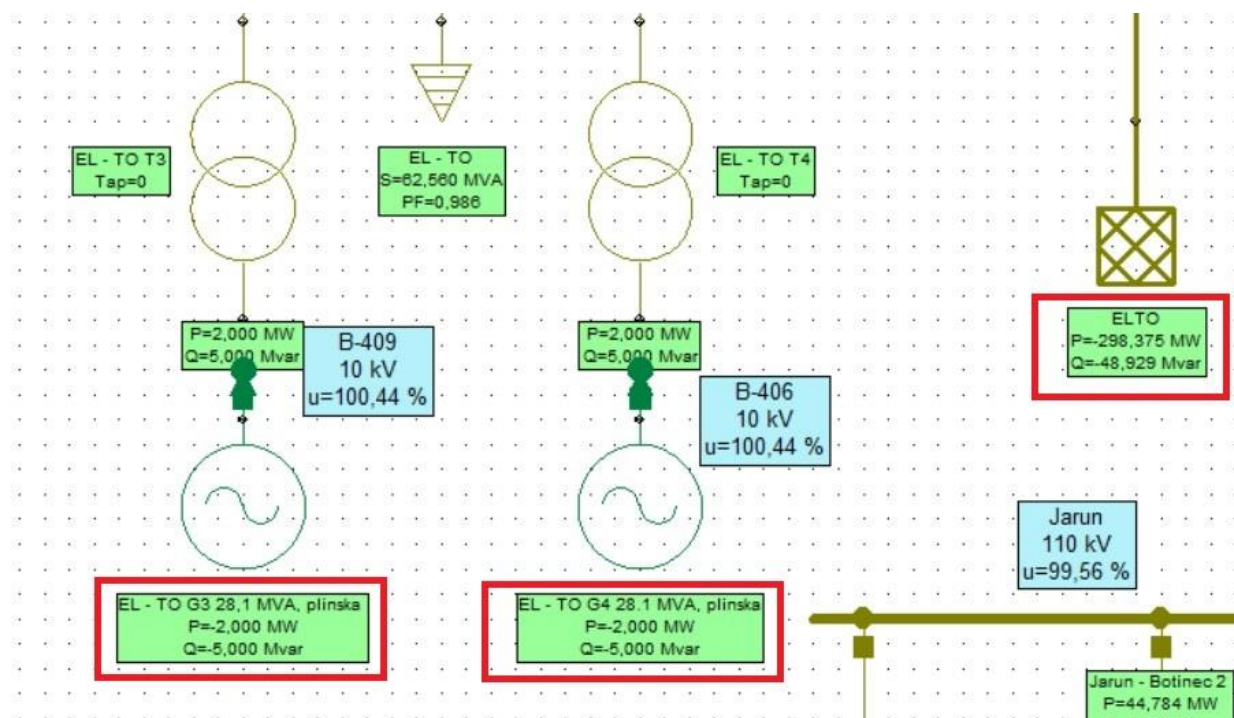 EL - TO T3
Tap=0
EL - TO
S=62,560 MVA
PF=0,986
EL - TO T4
Tap=0
ELTO
P=-298,375 MW
Q=-48,929 Mvar
P=2,000 MW
Q=5,000 Mvar
B-409
10 kV
u=100,44 %
P=2,000 MW
Q=5,000 Mvar
B-406
10 kV
u=100,44 %
Jarun
110 kV
u=99,56 %
EL - TO G3 28,1 MVA, plinska
P=-2,000 MW
Q=-5,000 Mvar
EL - TO G4 28.1 MVA, plinska
P=-2,000 MW
Q=-5,000 Mvar
Jarun - Botinec 2
P=44,784 MW